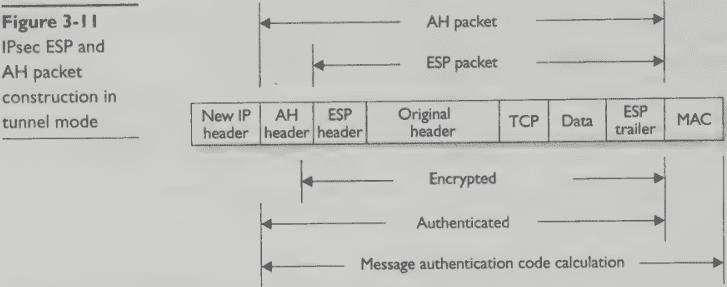 Figure 3-11
IPsec ESP and
AH packet
construction in
tunnel mode
AH packet
ESP packet
New IP header
AH header
ESP header
Original header
TCP
Data
ESP trailer
MAC
Encrypted
Authenticated
Message authentication code calculation